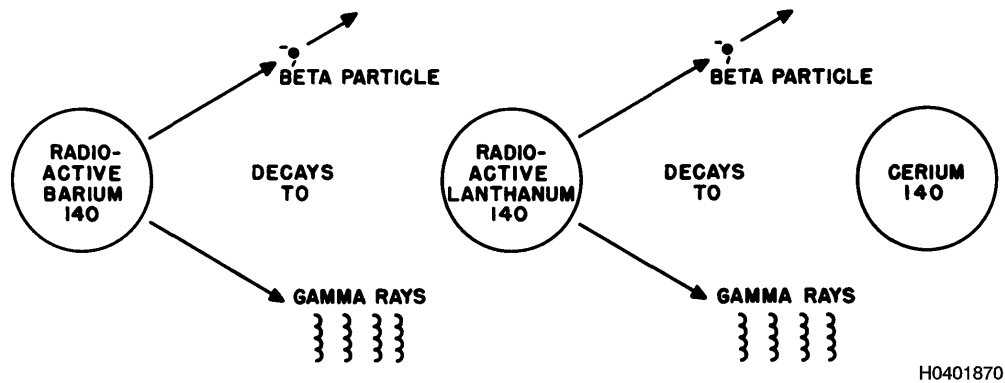 BETA PARTICLE
BETA PARTICLE
RADIO-
ACTIVE
BARIUM
140
DECAYS
TO
RADIO-
ACTIVE
LANTHANUM
140
DECAYS
TO
CERIUM
140
GAMMA RAYS
GAMMA RAYS
H0401870